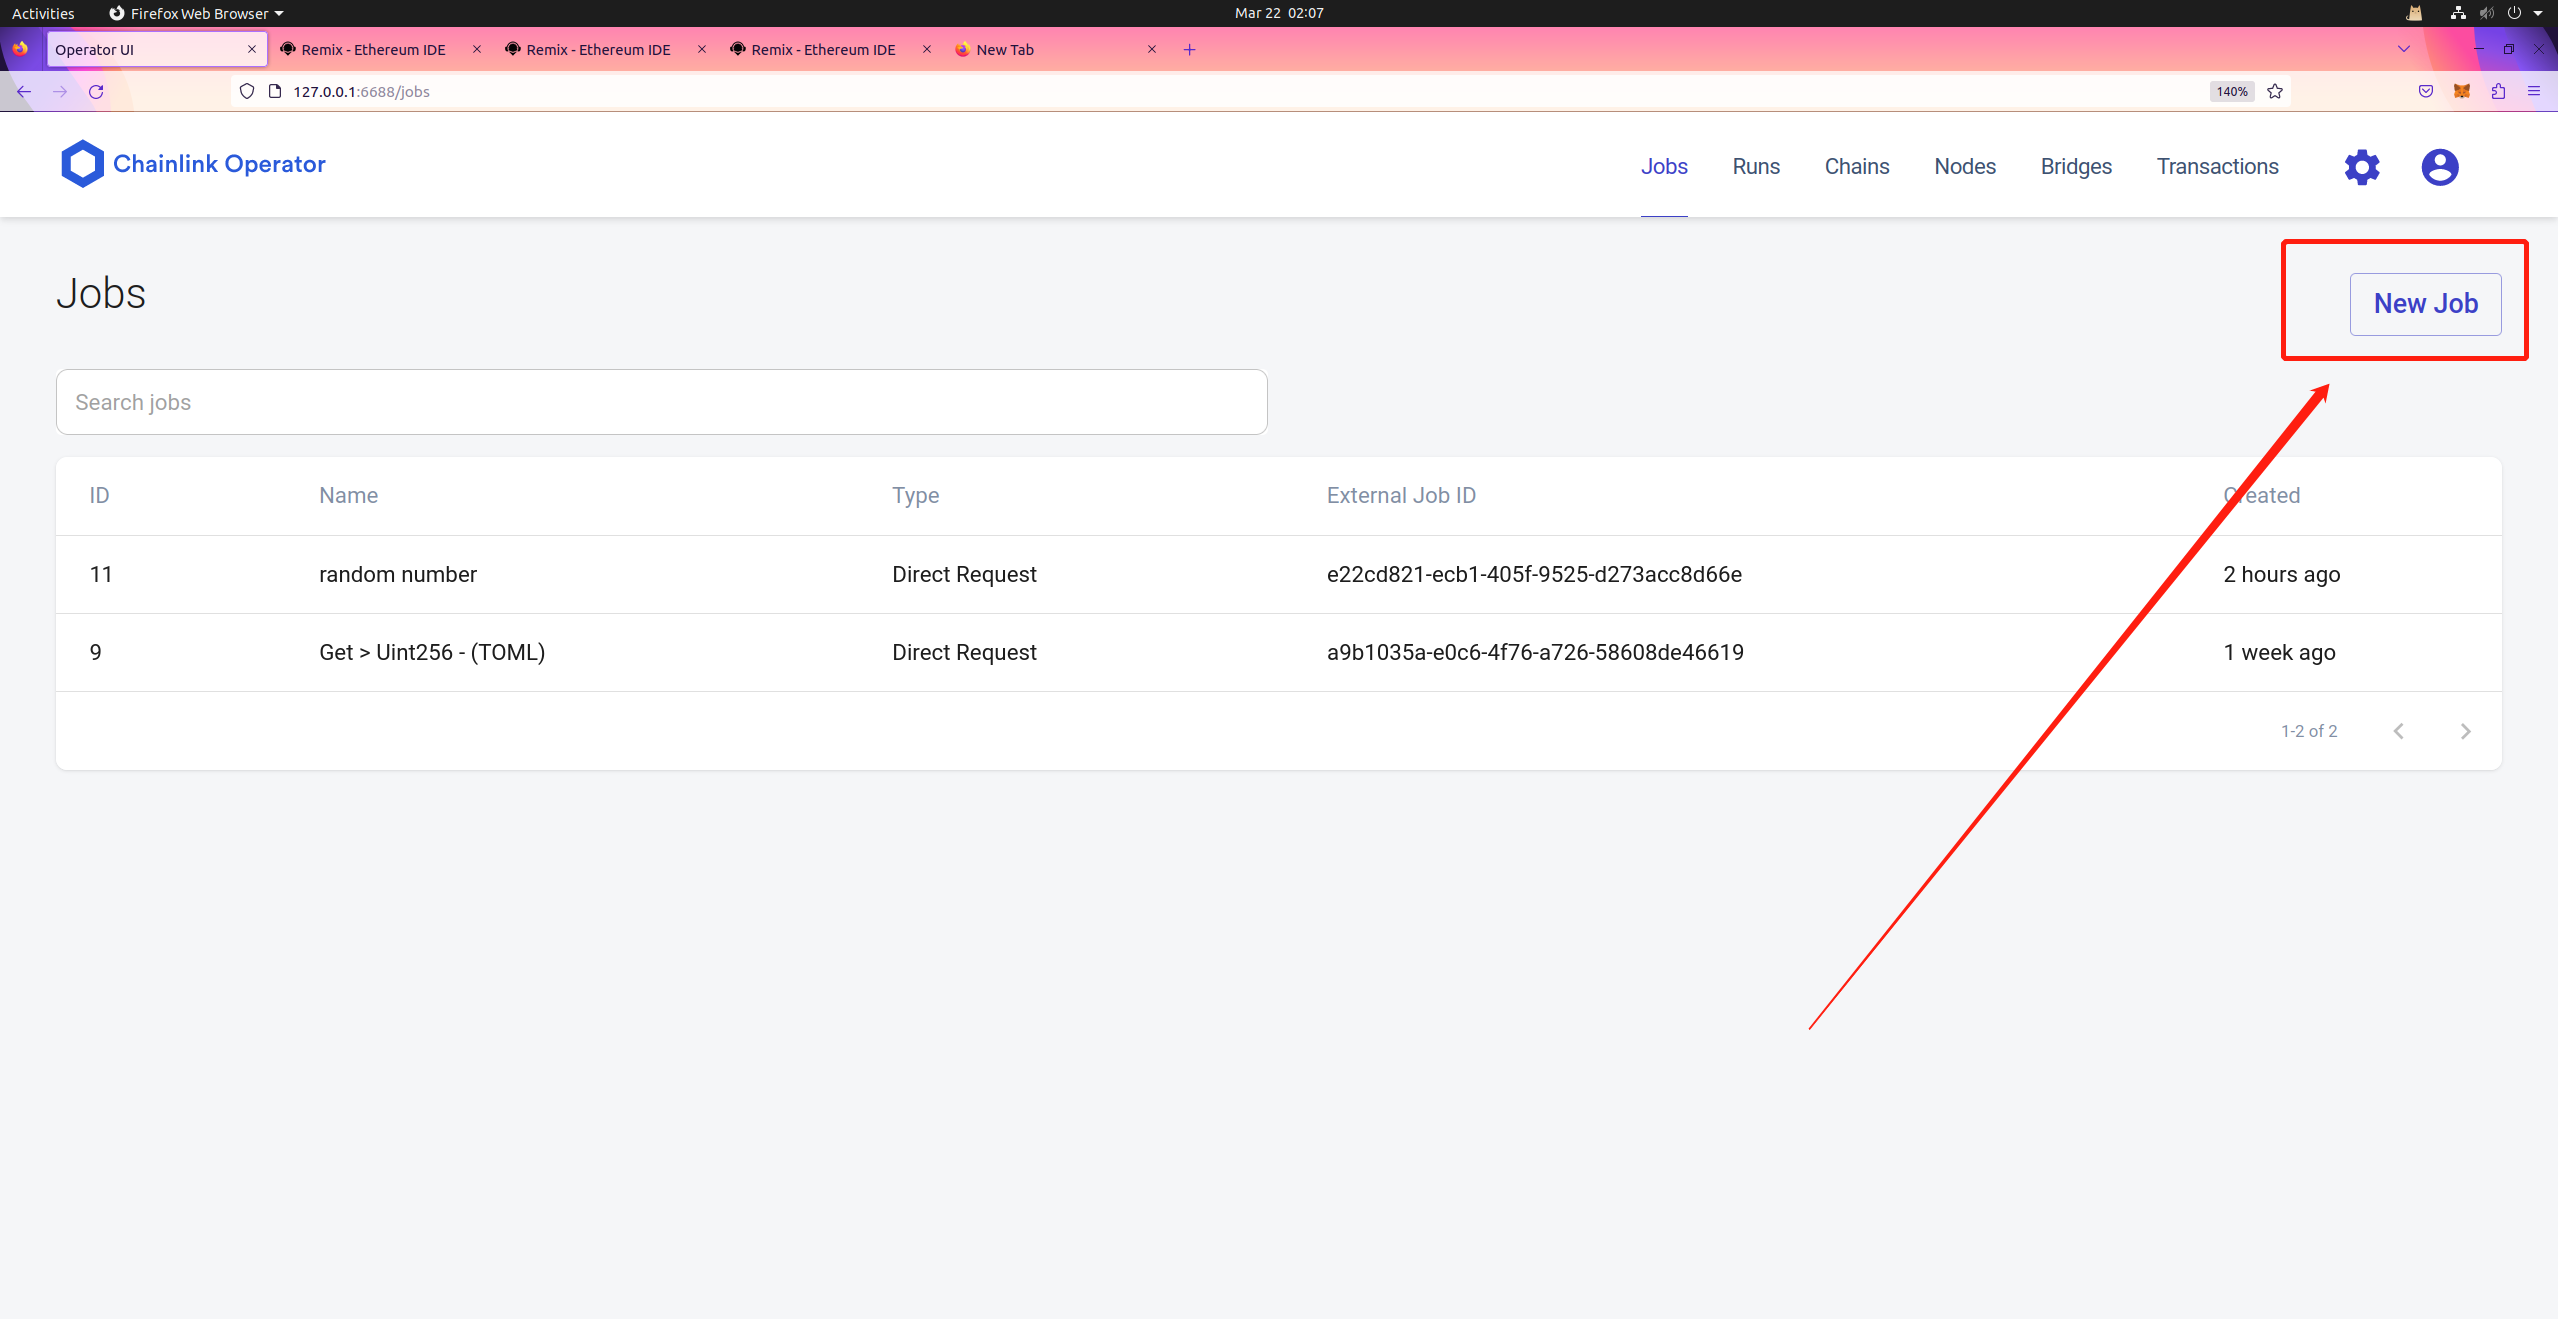 Activities Firefox Web Browser Mar 22 02:07
Operator UI Remix - Ethereum IDE Remix - Ethereum IDE Remix - Ethereum IDE New Tab
127.0.0.1:6688/jobs 140%
Chainlink Operator Jobs Runs Chains Nodes Bridges Transactions
Jobs New Job
Search jobs
ID Name Type External Job ID Created
11 random number Direct Request e22cd821-ecb1-405f-9525-d273acc8d66e 2 hours ago
9 Get > Uint256 - (TOML) Direct Request a9b1035a-e0c6-4f76-a726-58608de46619 1 week ago
1-2 of 2